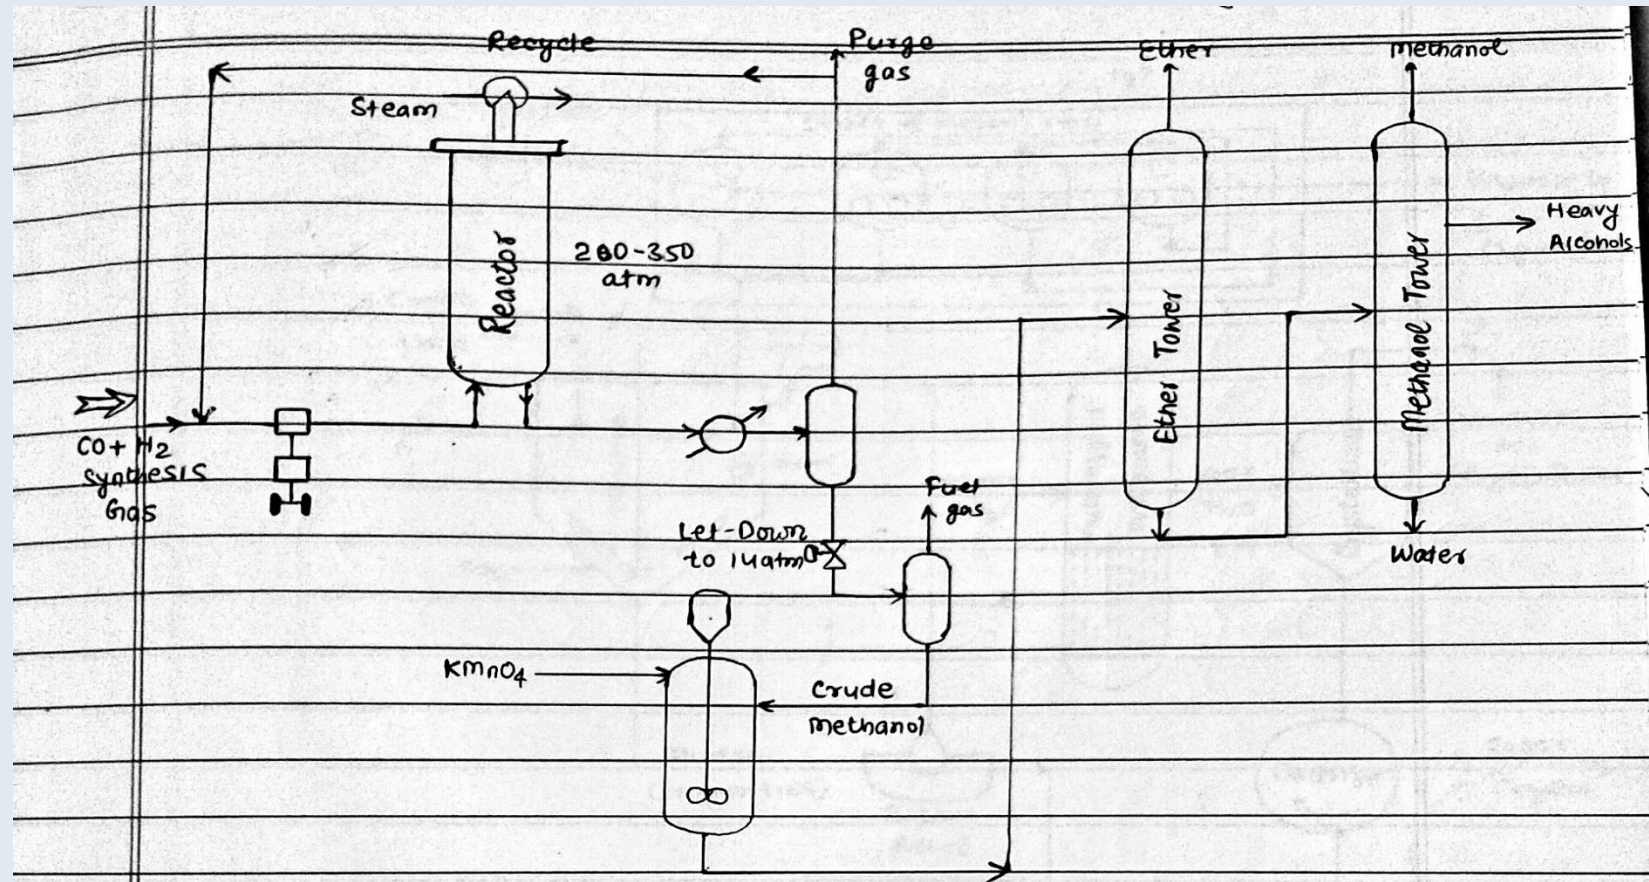 Recycle
Purge
gas
Ether
Methanol
Steam
Reactor
200-350
atm
Heavy
Alcohols
Ether Tower
Methanol Tower
CO + H2
Synthesis
Gas
Fuel
gas
Let-Down
to 14atm
Water
KMnO4
Crude
Methanol